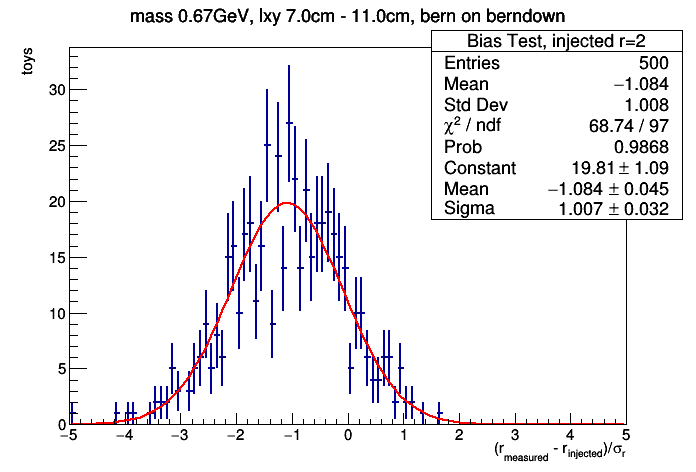 mass 0.67GeV, lxy 7.0cm - 11.0cm, bern on berndown
toys
Bias Test, injected r=2
Entries 500
Mean −1.084
Std Dev 1.008
χ² / ndf 68.74 / 97
Prob 0.9868
Constant 19.81 ± 1.09
Mean −1.084 ± 0.045
Sigma 1.007 ± 0.032
30
25
20
15
10
5
0
−5 −4 −3 −2 −1 0 1 2 3 4 5
(r_measured - r_injected)/σ_r